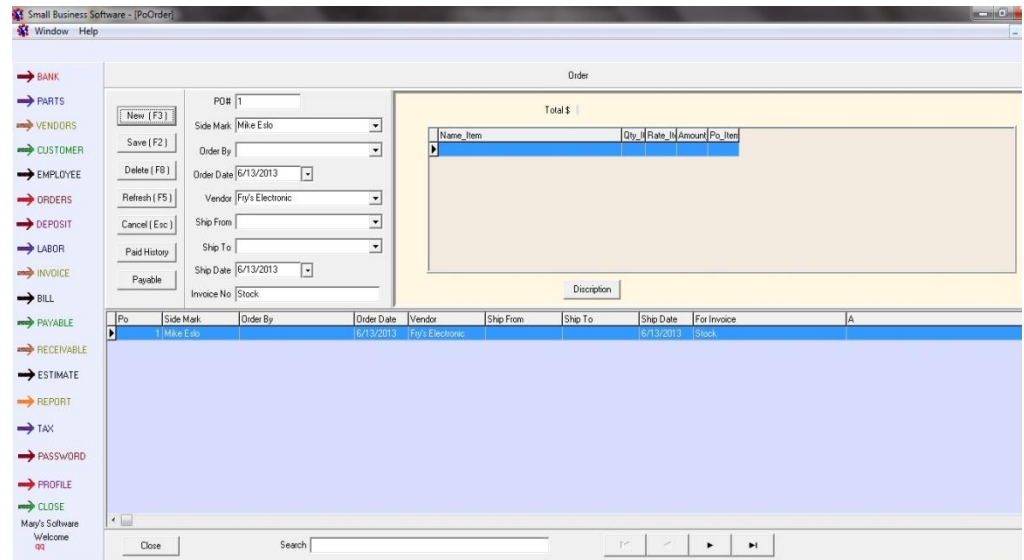 Small Business Software - [PoOrder]
Window Help
BANK
PARTS
VENDORS
CUSTOMER
EMPLOYEE
ORDERS
DEPOSIT
LABOR
INVOICE
BILL
PAYABLE
RECEIVABLE
ESTIMATE
REPORT
TAX
PASSWORD
PROFILE
CLOSE
Mary's Software
Welcome
qq
Order
New (F3)
Save (F2)
Delete (F8)
Refresh (F5)
Cancel (Esc)
Paid History
Payable
PO# 1
Side Mark Mike Eslo
Order By
Order Date 6/13/2013
Vendor Fry's Electronic
Ship From
Ship To
Ship Date 6/13/2013
Invoice No Stock
Total $
Name_Item Qty_It Rate_It Amount Po_Item
Discription
Po Side Mark Order By Order Date Vendor Ship From Ship To Ship Date For Invoice A
1 Mike Eslo 6/13/2013 Fry's Electronic 6/13/2013 Stock
Close Search